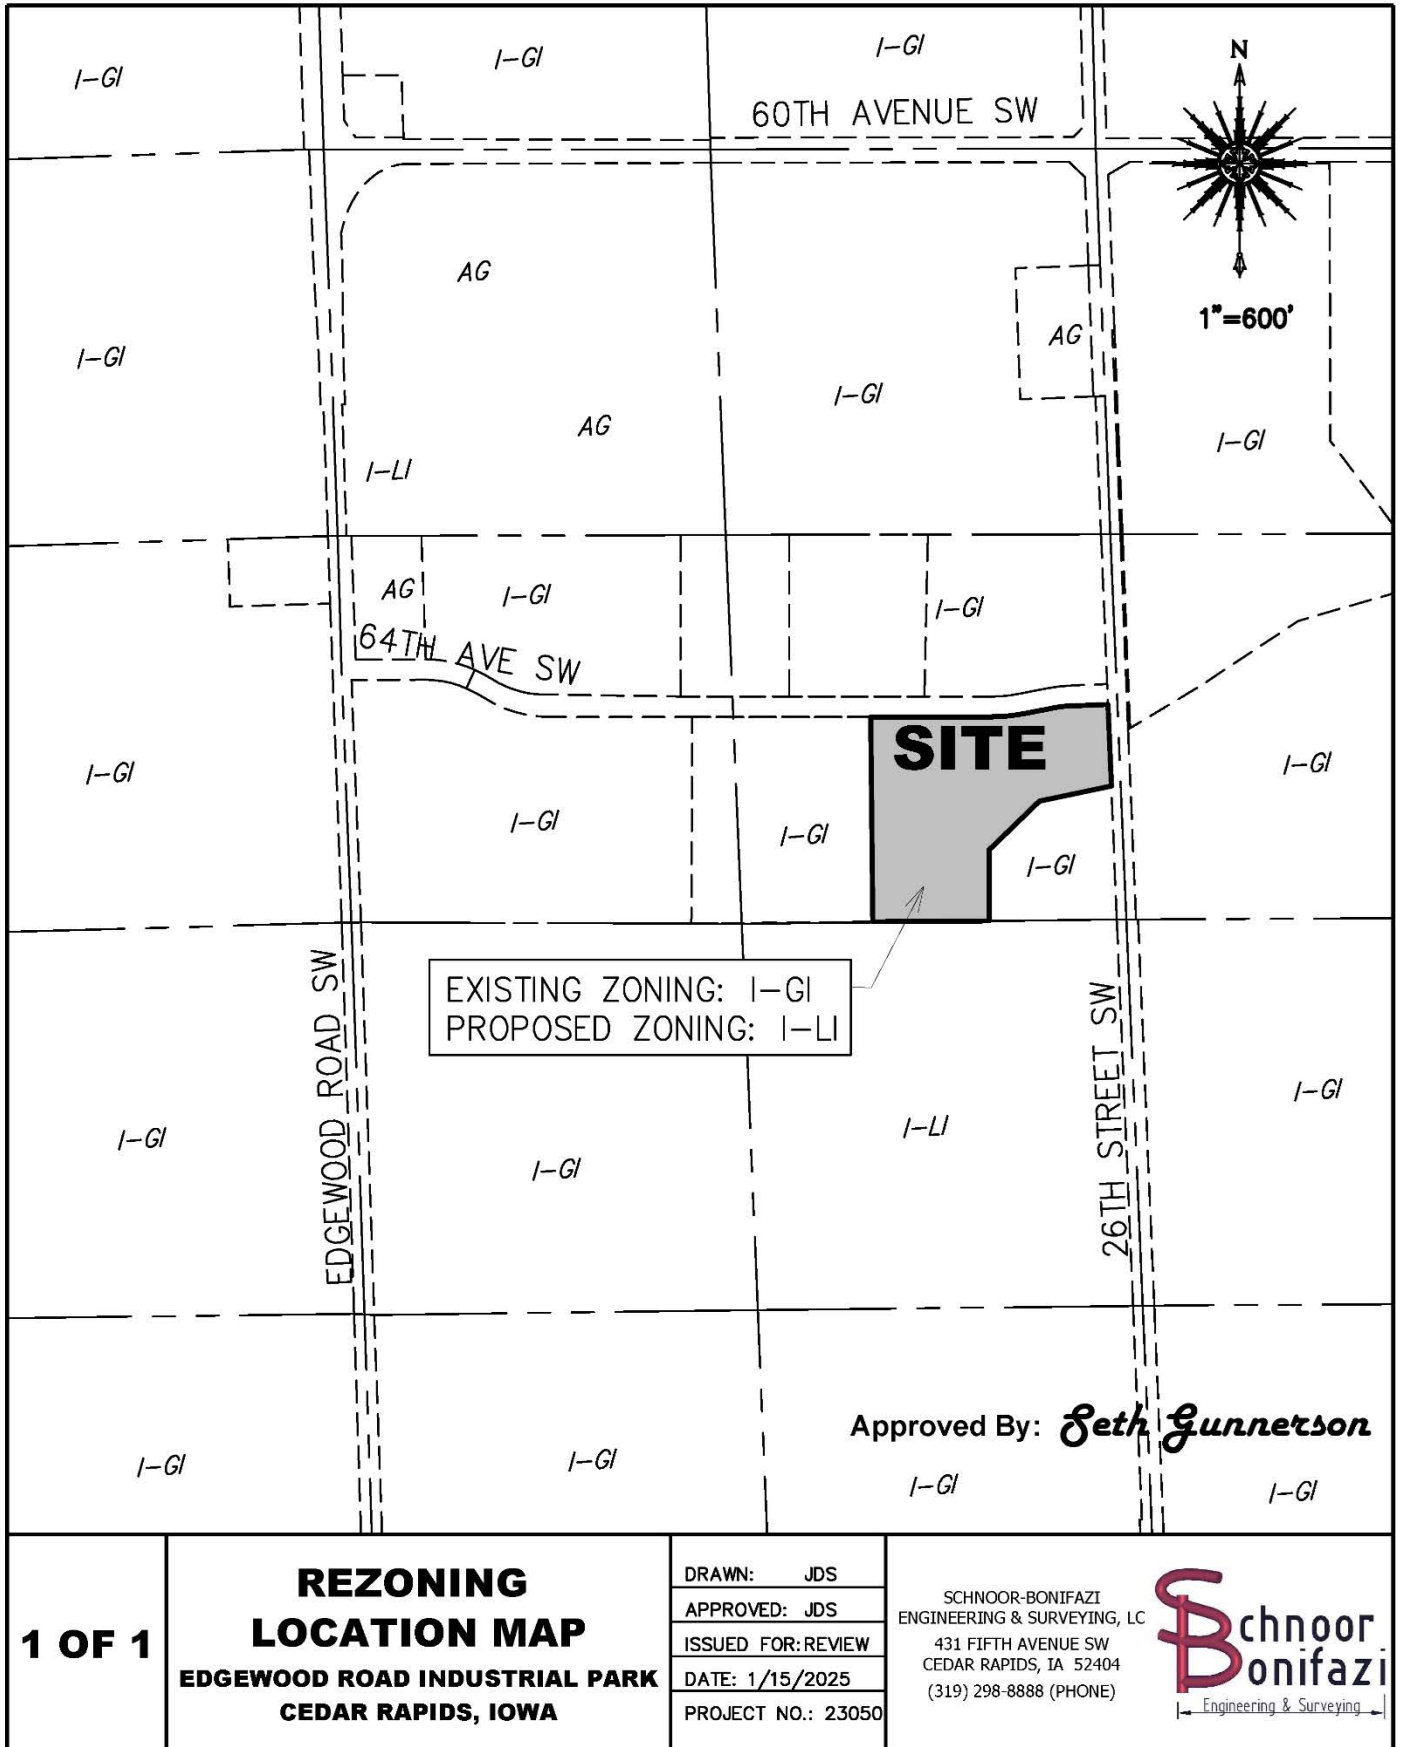 I-GI
I-GI
I-GI
N
60TH AVENUE SW
AG
1"=600'
AG
I-GI
I-GI
AG
I-GI
I-LI
AG
I-GI
I-GI
64TH AVE SW
SITE
I-GI
I-GI
I-GI
I-GI
I-GI
EXISTING ZONING: I-GI
PROPOSED ZONING: I-LI
EDGEWOOD ROAD SW
26TH STREET SW
I-GI
I-LI
I-GI
I-GI
Approved By: Seth Gunnerson
I-GI
I-GI
I-GI
I-GI
1 OF 1
REZONING
LOCATION MAP
EDGEWOOD ROAD INDUSTRIAL PARK
CEDAR RAPIDS, IOWA
DRAWN: JDS
APPROVED: JDS
ISSUED FOR: REVIEW
DATE: 1/15/2025
PROJECT NO.: 23050
SCHNOOR-BONIFAZI
ENGINEERING & SURVEYING, LC
431 FIFTH AVENUE SW
CEDAR RAPIDS, IA 52404
(319) 298-8888 (PHONE)
Schnoor
Bonifazi
Engineering & Surveying